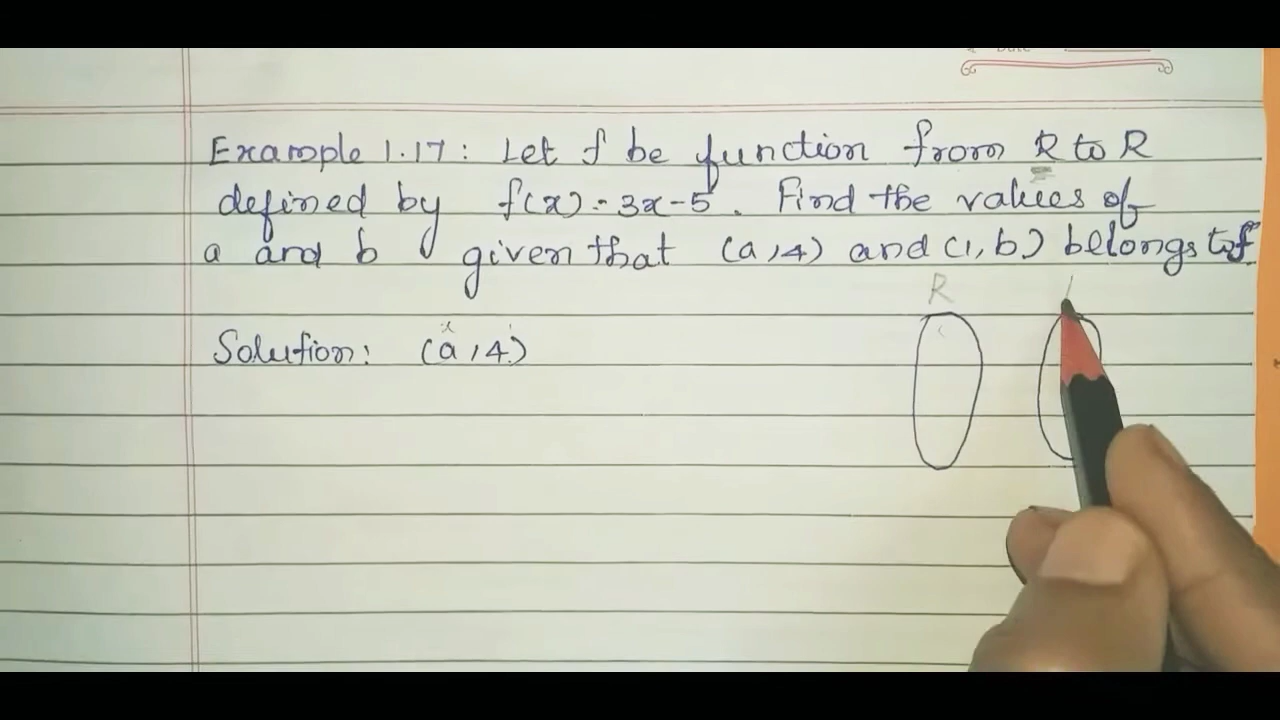 Example 1.17: Let f be function from R to R
defined by f(x) = 3x-5. Find the values of
a and b given that (a,4) and (1,b) belongs to f
R
Solution: (a,4)